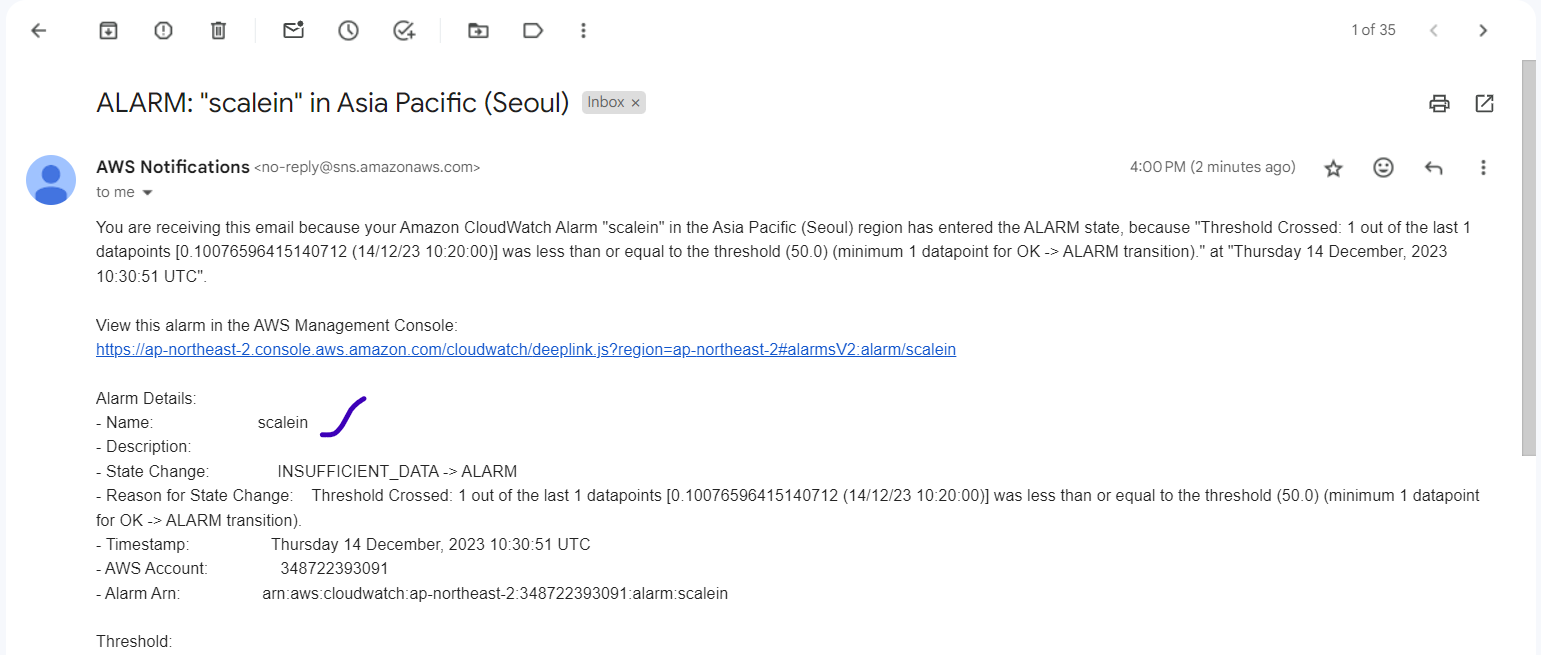 1 of 35
ALARM: "scalein" in Asia Pacific (Seoul) Inbox ×
AWS Notifications <no-reply@sns.amazonaws.com> 4:00 PM (2 minutes ago)
to me
You are receiving this email because your Amazon CloudWatch Alarm "scalein" in the Asia Pacific (Seoul) region has entered the ALARM state, because "Threshold Crossed: 1 out of the last 1
datapoints [0.10076596415140712 (14/12/23 10:20:00)] was less than or equal to the threshold (50.0) (minimum 1 datapoint for OK -> ALARM transition)." at "Thursday 14 December, 2023
10:30:51 UTC".
View this alarm in the AWS Management Console:
https://ap-northeast-2.console.aws.amazon.com/cloudwatch/deeplink.js?region=ap-northeast-2#alarmsV2:alarm/scalein
Alarm Details:
- Name: scalein
- Description:
- State Change: INSUFFICIENT_DATA -> ALARM
- Reason for State Change: Threshold Crossed: 1 out of the last 1 datapoints [0.10076596415140712 (14/12/23 10:20:00)] was less than or equal to the threshold (50.0) (minimum 1 datapoint
for OK -> ALARM transition).
- Timestamp: Thursday 14 December, 2023 10:30:51 UTC
- AWS Account: 348722393091
- Alarm Arn: arn:aws:cloudwatch:ap-northeast-2:348722393091:alarm:scalein
Threshold: